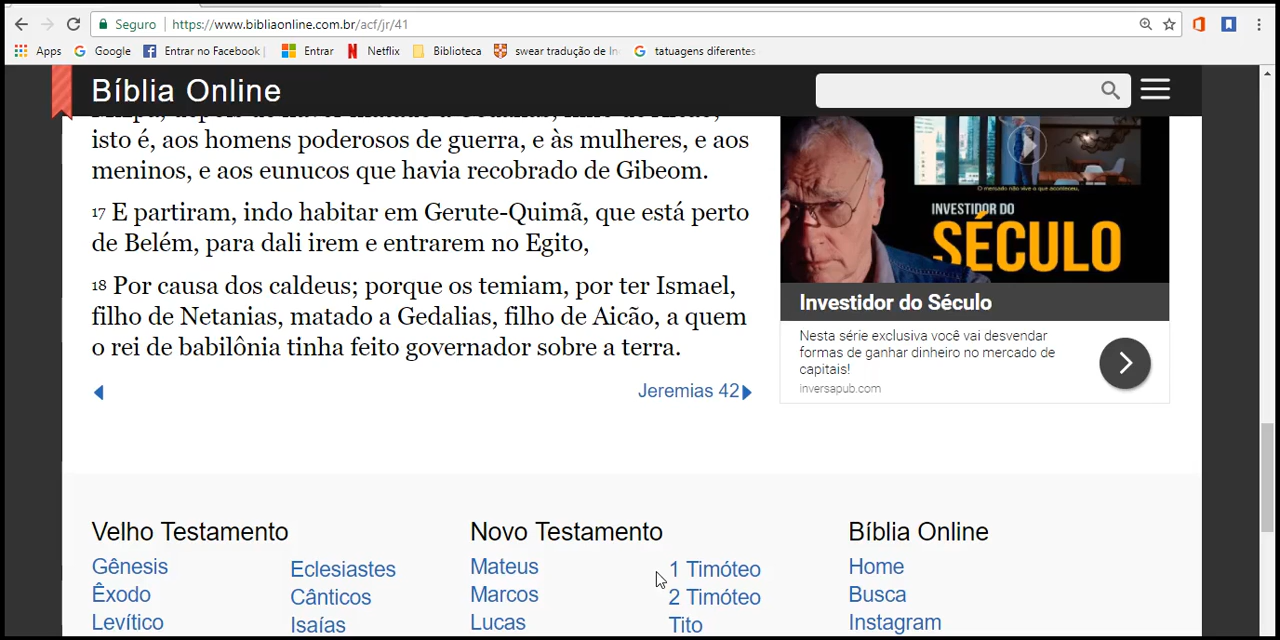 Seguro https://www.bibliaonline.com.br/acf/jr/41
Apps Google Entrar no Facebook Entrar Netflix Biblioteca swear tradução de In tatuagens diferentes
Bíblia Online
isto é, aos homens poderosos de guerra, e às mulheres, e aos
meninos, e aos eunucos que havia recobrado de Gibeom.
17 E partiram, indo habitar em Gerute-Quimã, que está perto
de Belém, para dali irem e entrarem no Egito,
18 Por causa dos caldeus; porque os temiam, por ter Ismael,
filho de Netanias, matado a Gedalias, filho de Aicão, a quem
o rei de babilônia tinha feito governador sobre a terra.
Jeremias 42
O mercado não vive o que aconteceu,
INVESTIDOR DO
SÉCULO
Investidor do Século
Nesta série exclusiva você vai desvendar
formas de ganhar dinheiro no mercado de
capitais!
inversapub.com
Velho Testamento
Gênesis
Êxodo
Levítico
Eclesiastes
Cânticos
Isaías
Novo Testamento
Mateus
Marcos
Lucas
1 Timóteo
2 Timóteo
Tito
Bíblia Online
Home
Busca
Instagram